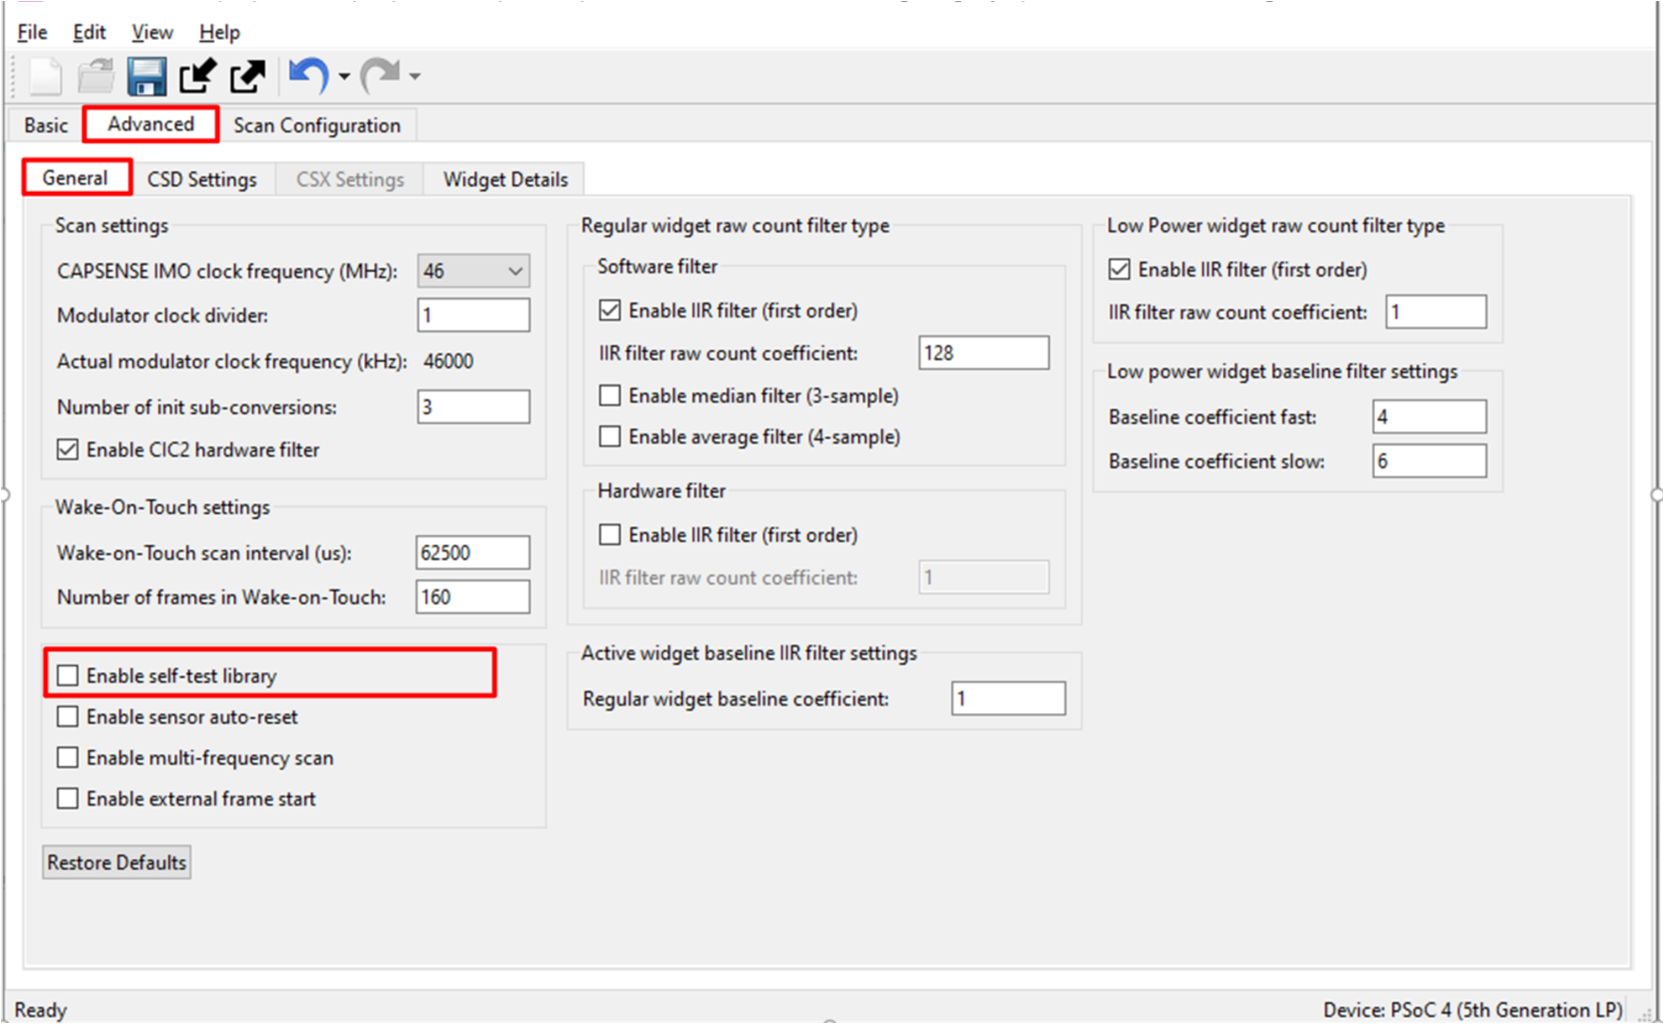 File Edit View Help
Basic Advanced Scan Configuration
General CSD Settings CSX Settings Widget Details
Scan settings
CAPSENSE IMO clock frequency (MHz): 46
Modulator clock divider: 1
Actual modulator clock frequency (kHz): 46000
Number of init sub-conversions: 3
Enable CIC2 hardware filter
Wake-On-Touch settings
Wake-on-Touch scan interval (us): 62500
Number of frames in Wake-on-Touch: 160
Enable self-test library
Enable sensor auto-reset
Enable multi-frequency scan
Enable external frame start
Restore Defaults
Regular widget raw count filter type
Software filter
Enable IIR filter (first order)
IIR filter raw count coefficient: 128
Enable median filter (3-sample)
Enable average filter (4-sample)
Hardware filter
Enable IIR filter (first order)
IIR filter raw count coefficient: 1
Active widget baseline IIR filter settings
Regular widget baseline coefficient: 1
Low Power widget raw count filter type
Enable IIR filter (first order)
IIR filter raw count coefficient: 1
Low power widget baseline filter settings
Baseline coefficient fast: 4
Baseline coefficient slow: 6
Ready
Device: PSoC 4 (5th Generation LP)